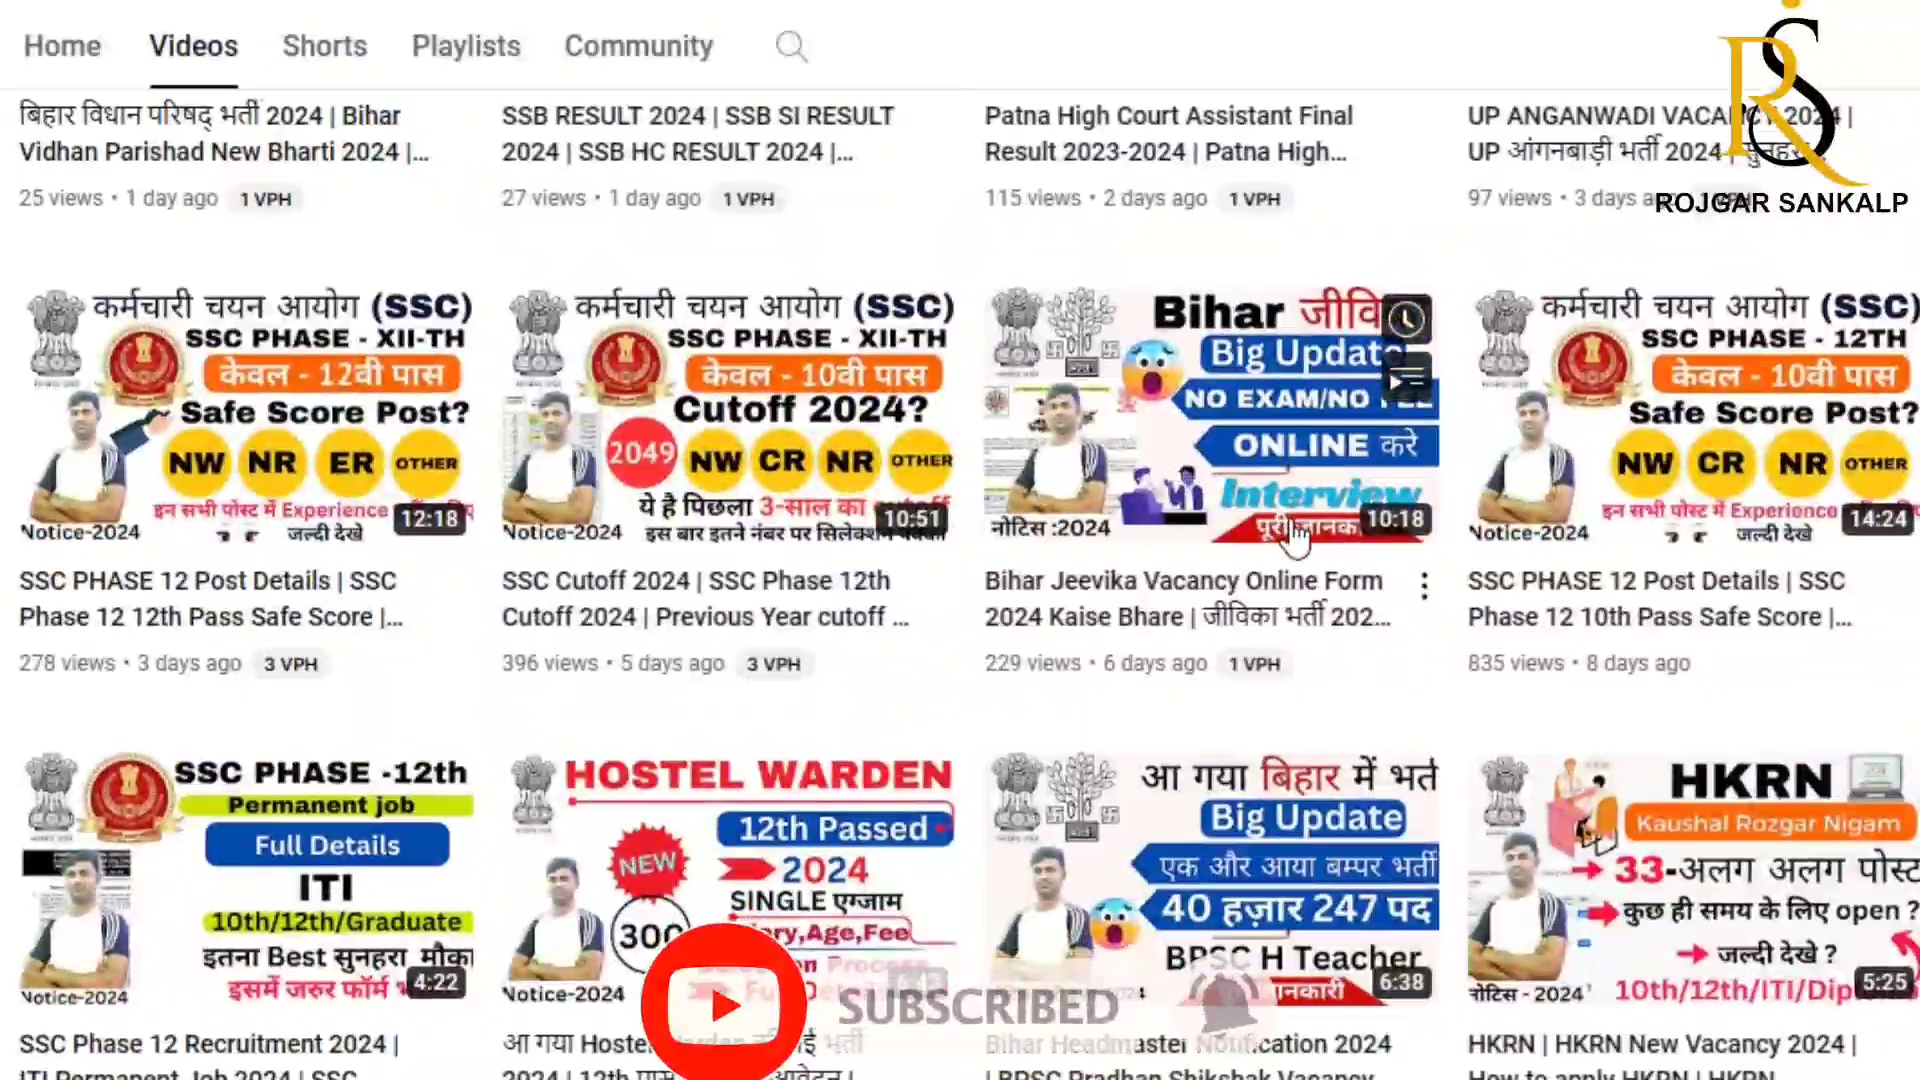 Home Videos Shorts Playlists Community
RS
ROJGAR SANKALP
बिहार विधान परिषद् भर्ती 2024 | Bihar
Vidhan Parishad New Bharti 2024 |...
25 views • 1 day ago 1 VPH
SSB RESULT 2024 | SSB SI RESULT
2024 | SSB HC RESULT 2024 |...
27 views • 1 day ago 1 VPH
Patna High Court Assistant Final
Result 2023-2024 | Patna High...
115 views • 2 days ago 1 VPH
UP ANGANWADI VACANCY 2024 |
UP आंगनबाड़ी भर्ती 2024 |
97 views • 3 days
कर्मचारी चयन आयोग (SSC)
SSC PHASE - XII-TH
केवल - 12वी पास
Safe Score Post?
NW NR ER OTHER
इन सभी पोस्ट में Experience
Notice-2024 जल्दी देखे
12:18
SSC PHASE 12 Post Details | SSC
Phase 12 12th Pass Safe Score |...
278 views • 3 days ago 3 VPH
कर्मचारी चयन आयोग (SSC)
SSC PHASE - XII-TH
केवल - 10वी पास
Cutoff 2024?
2049 NW CR NR OTHER
ये है पिछला 3-साल का
Notice-2024 इस बार इतने नंबर पर
10:51
SSC Cutoff 2024 | SSC Phase 12th
Cutoff 2024 | Previous Year cutoff ...
396 views • 5 days ago 3 VPH
Bihar
Big Update
NO EXAM/NO
ONLINE करे
Interview
नोटिस :2024 पूरी
10:18
Bihar Jeevika Vacancy Online Form
2024 Kaise Bhare | जीविका भर्ती 202...
229 views • 6 days ago 1 VPH
कर्मचारी चयन आयोग (SSC)
SSC PHASE - 12TH
केवल - 10वी पास
Safe Score Post?
NW CR NR OTHER
इन सभी पोस्ट में Experience
Notice-2024 जल्दी देखे
14:24
SSC PHASE 12 Post Details | SSC
Phase 12 10th Pass Safe Score |...
835 views • 8 days ago
SSC PHASE -12th
Permanent job
Full Details
ITI
10th/12th/Graduate
इतना Best सुनहरा मौका
इसमें जरुर फॉर्म
Notice-2024
4:22
SSC Phase 12 Recruitment 2024 |
ITI Permanent Job 2024 | SSC
HOSTEL WARDEN
12th Passed
NEW 2024
SINGLE एग्जाम
300
Age,Fee
Notice-2024
आ गया
2024 | 12th पास
आ गया बिहार में
Big Update
एक और आया बम्पर भर्ती
40 हज़ार 247 पद
BPSC H Teacher
6:38
Bihar Headmaster Notification 2024
| BPSC Pradhan Shikshak Vacancy
HKRN
Kaushal Rozgar Nigam
33-अलग अलग पोस्ट
कुछ ही समय के लिए open ?
जल्दी देखे ?
नोटिस - 2024 10th/12th/ITI/
5:25
HKRN | HKRN New Vacancy 2024 |
How to apply HKRN | HKRN
SUBSCRIBED